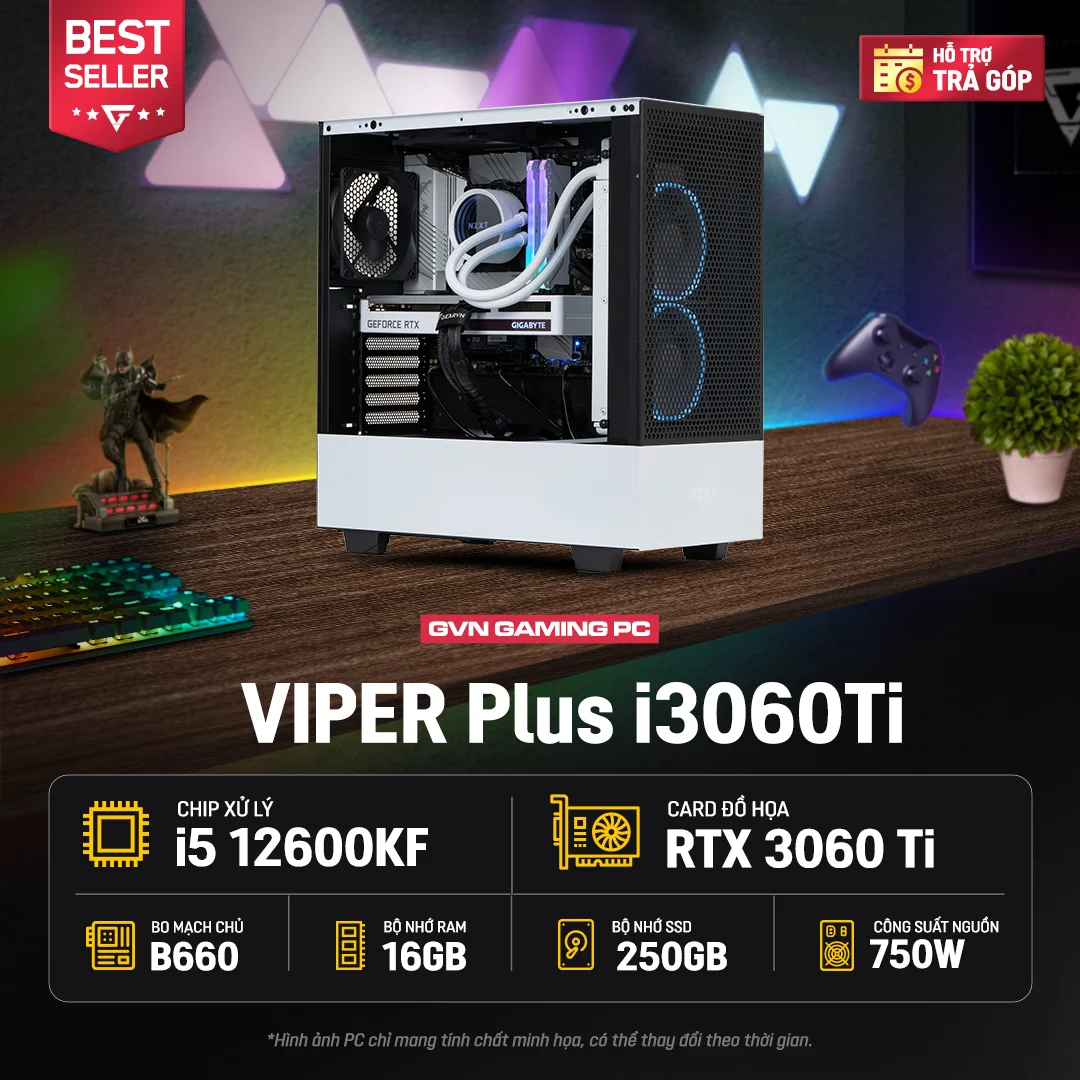 BEST
SELLER
HỖ TRỢ
TRẢ GÓP
NZXT
GEFORCE RTX
GEARVN
GIGABYTE
NZXT
GVN GAMING PC
VIPER Plus i3060Ti
CHIP XỬ LÝ
i5 12600KF
CARD ĐỒ HỌA
RTX 3060 Ti
BO MẠCH CHỦ
B660
BỘ NHỚ RAM
16GB
BỘ NHỚ SSD
250GB
CÔNG SUẤT NGUỒN
750W
*Hình ảnh PC chỉ mang tính chất minh họa, có thể thay đổi theo thời gian.